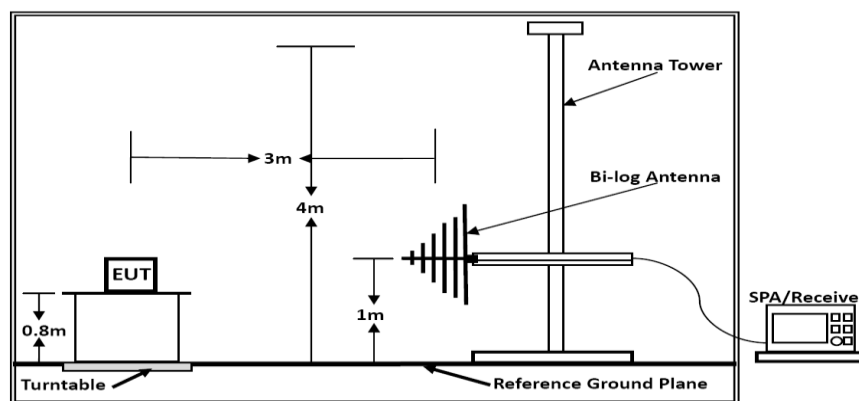 Antenna Tower
3m
Bi-log Antenna
4m
EUT
1m
0.8m
SPA/Receive
Turntable
Reference Ground Plane